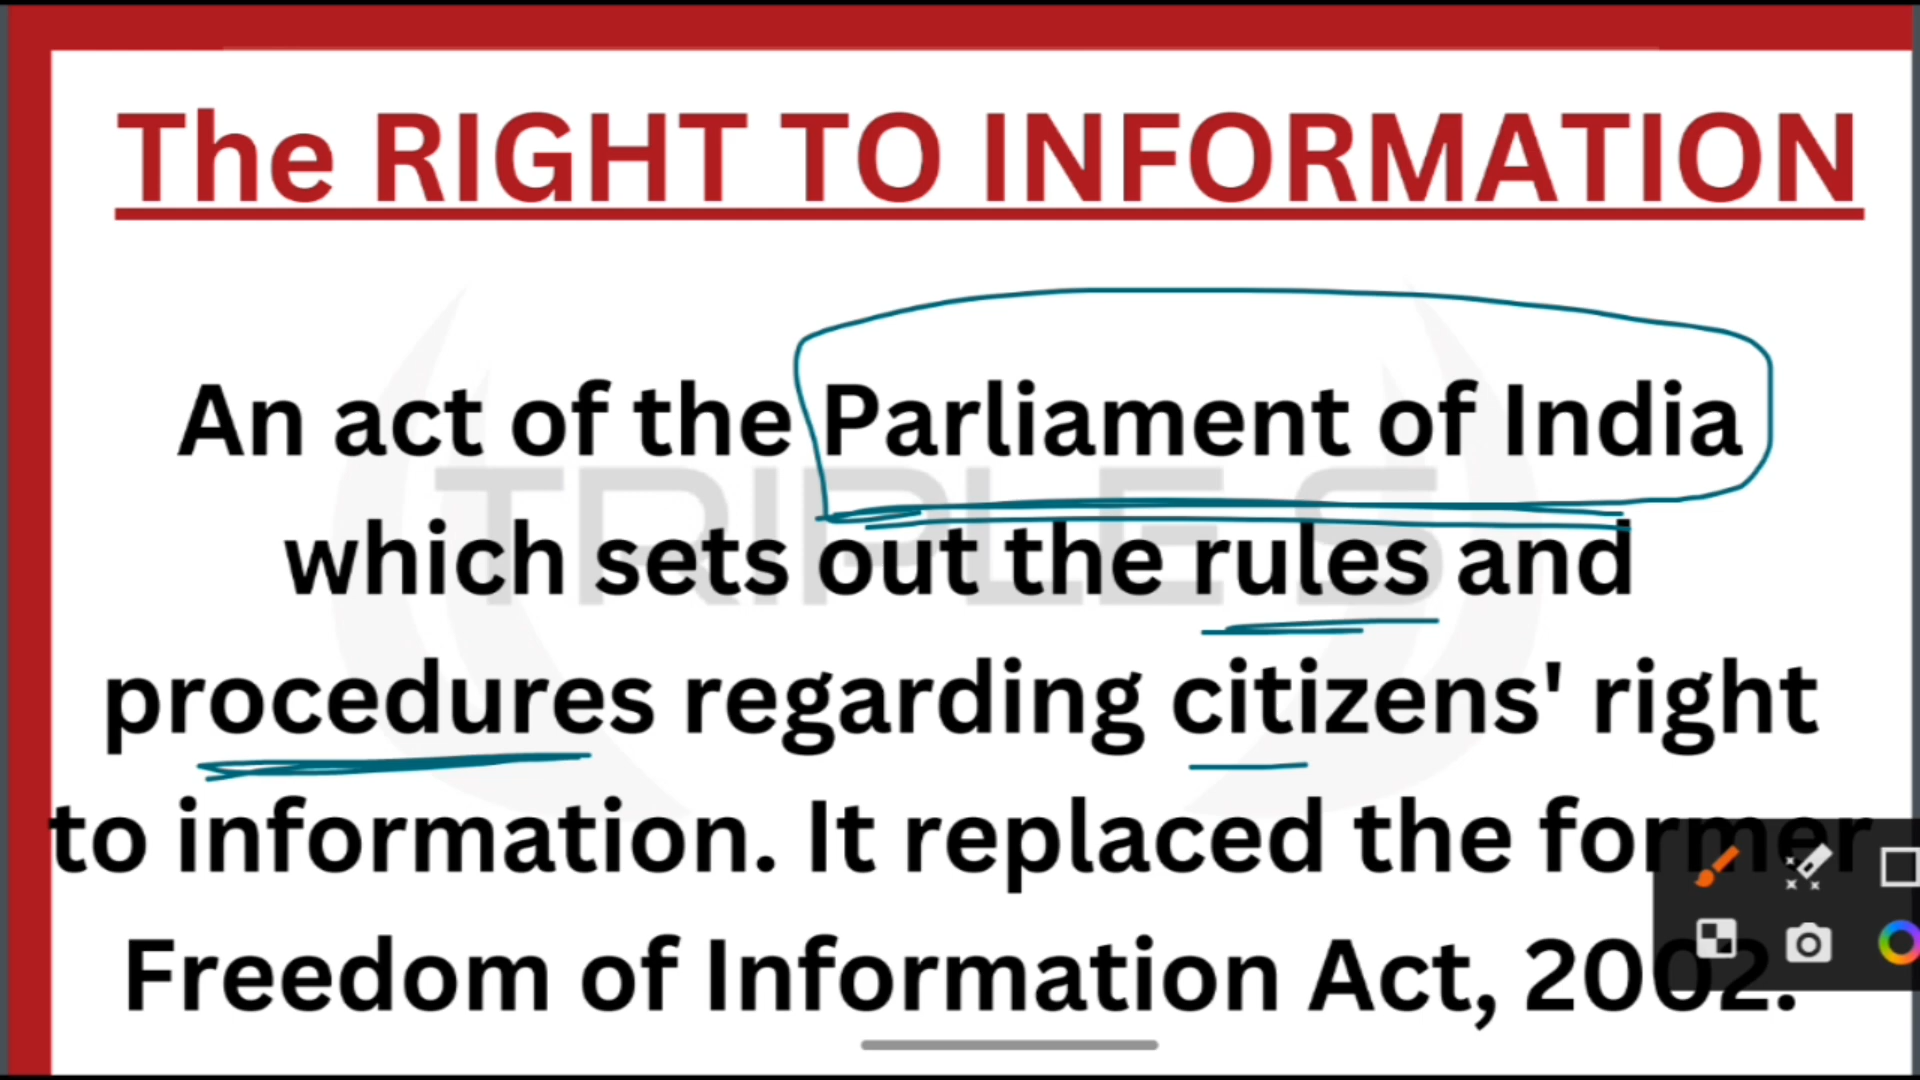 The RIGHT TO INFORMATION
An act of the Parliament of India
TRIPLE S
which sets out the rules and
procedures regarding citizens' right
to information. It replaced the former
Freedom of Information Act, 2002.